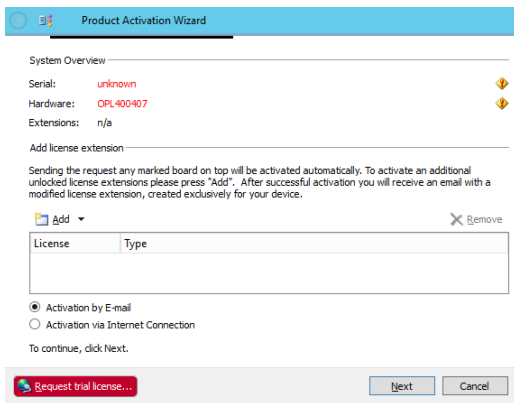 Product Activation Wizard
System Overview
Serial: unknown
Hardware: OPL400407
Extensions: n/a
Add license extension
Sending the request any marked board on top will be activated automatically. To activate an additional
unlocked license extensions please press "Add". After successful activation you will receive an email with a
modified license extension, created exclusively for your device.
Add Remove
License Type
Activation by E-mail
Activation via Internet Connection
To continue, click Next.
Request trial license... Next Cancel